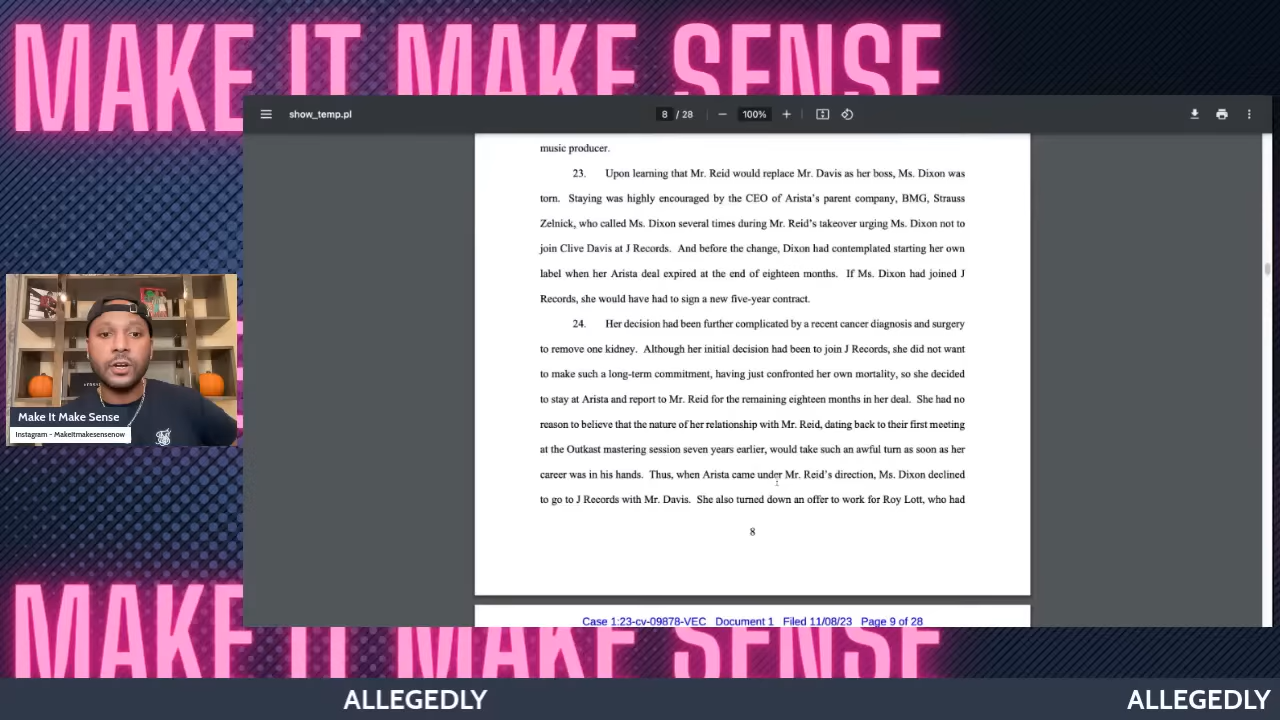 MAKE IT MAKE SENSE
show_temp.pl
8 / 28
100%
music producer.
23. Upon learning that Mr. Reid would replace Mr. Davis as her boss, Ms. Dixon was
torn. Staying was highly encouraged by the CEO of Arista's parent company, BMG, Strauss
Zelnick, who called Ms. Dixon several times during Mr. Reid's takeover urging Ms. Dixon not to
join Clive Davis at J Records. And before the change, Dixon had contemplated starting her own
label when her Arista deal expired at the end of eighteen months. If Ms. Dixon had joined J
Records, she would have had to sign a new five-year contract.
24. Her decision had been further complicated by a recent cancer diagnosis and surgery
to remove one kidney. Although her initial decision had been to join J Records, she did not want
to make such a long-term commitment, having just confronted her own mortality, so she decided
to stay at Arista and report to Mr. Reid for the remaining eighteen months in her deal. She had no
reason to believe that the nature of her relationship with Mr. Reid, dating back to their first meeting
at the Outkast mastering session seven years earlier, would take such an awful turn as soon as her
career was in his hands. Thus, when Arista came under Mr. Reid's direction, Ms. Dixon declined
to go to J Records with Mr. Davis. She also turned down an offer to work for Roy Lott, who had
8
Case 1:23-cv-09878-VEC Document 1 Filed 11/08/23 Page 9 of 28
Make It Make Sense
Instagram - MakeItmakesensenow
MAKE IT MAKE SENSE
ALLEGEDLY
ALLEGEDLY